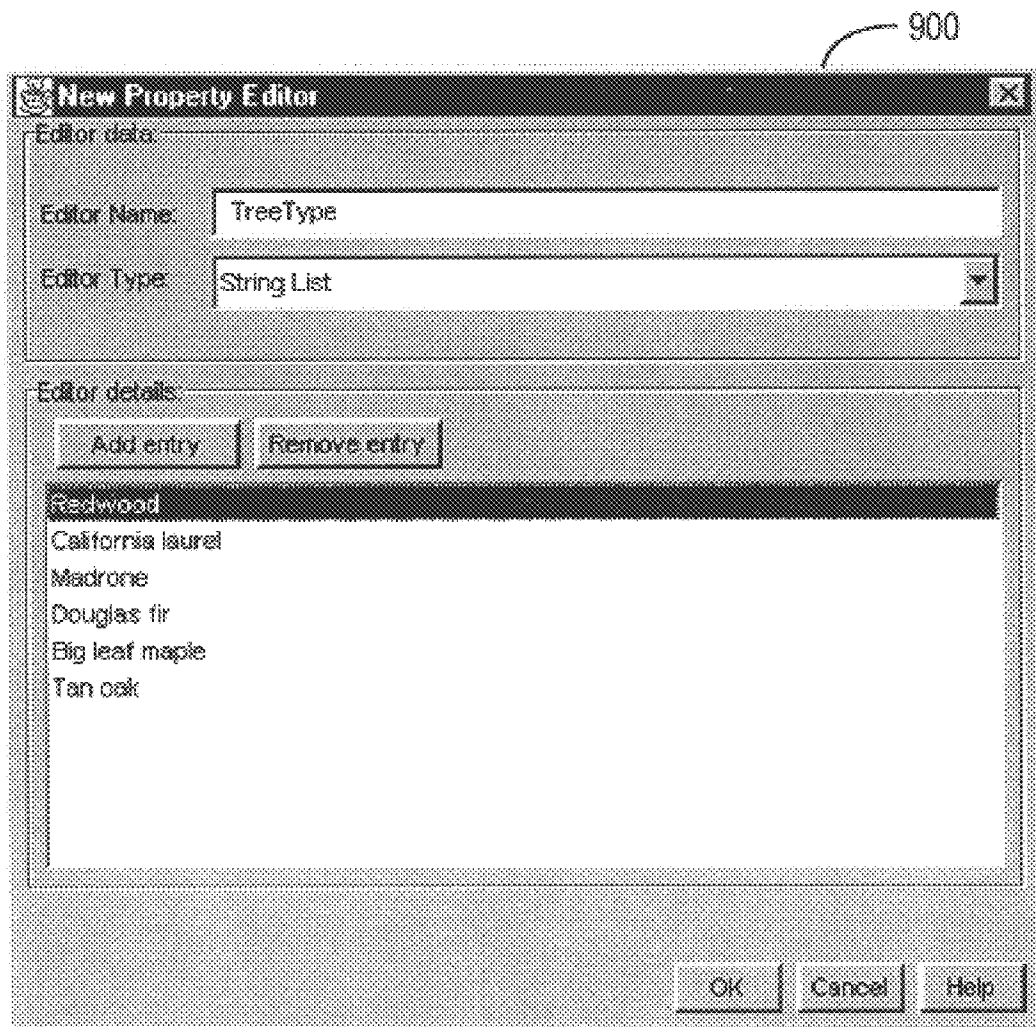 900
New Property Editor
Editor data:
Editor Name: TreeType
Editor Type: String List
Editor details:
Add entry Remove entry
Redwood
California laurel
Madrone
Douglas fir
Big leaf maple
Tan oak
OK Cancel Help